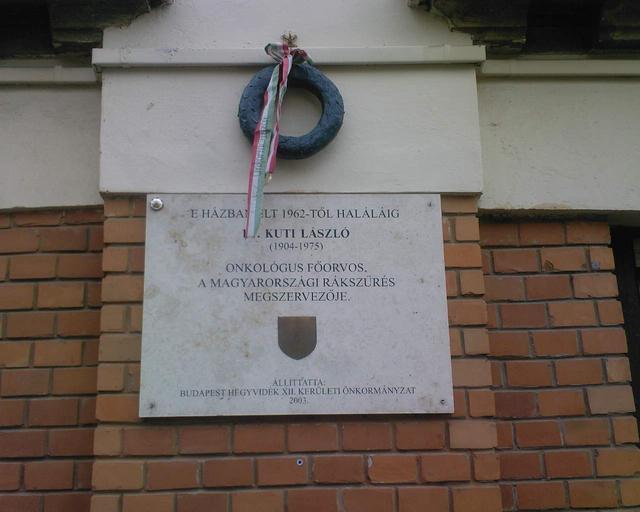 E HÁZBAN ÉLT 1962-TŐL HALÁLÁIG
KUTI LÁSZLÓ
(1904-1975)
ONKOLÓGUS FŐORVOS,
A MAGYARORSZÁGI RÁKSZŰRÉS
MEGSZERVEZŐJE.
ÁLLÍTTATTA:
BUDAPEST HEGYVIDÉK XII. KERÜLETI ÖNKORMÁNYZAT
2003.